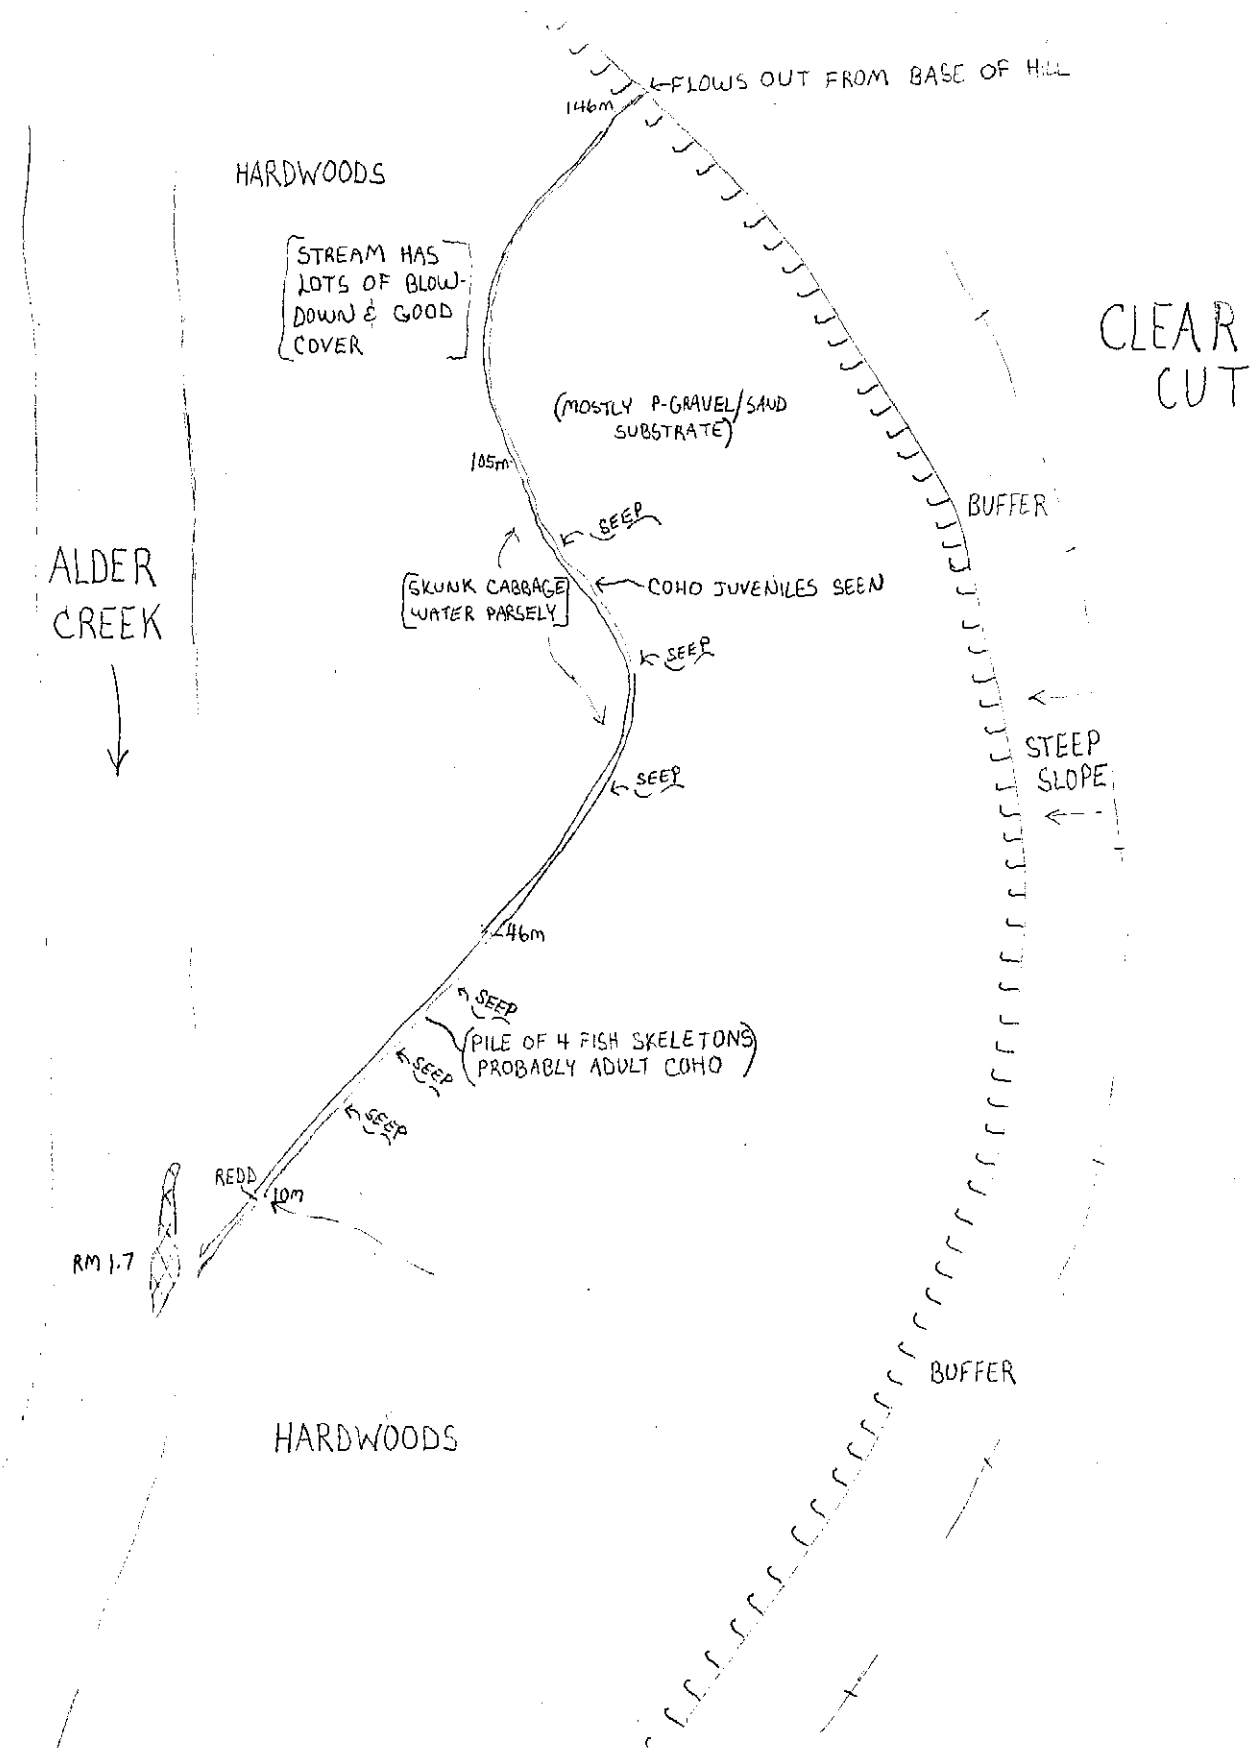 ←FLOWS OUT FROM BASE OF HILL
146m
HARDWOODS
[STREAM HAS
LOTS OF BLOW-
DOWN & GOOD
COVER]
CLEAR
CUT
(MOSTLY P-GRAVEL/SAND
SUBSTRATE)
105m
BUFFER
SEEP
ALDER
CREEK
[SKUNK CABBAGE
WATER PARSELY]
COHO JUVENILES SEEN
SEEP
STEEP
SLOPE
SEEP
46m
SEEP
(PILE OF 4 FISH SKELETONS
PROBABLY ADULT COHO)
SEEP
SEEP
REDD
10m
RM 1.7
BUFFER
HARDWOODS